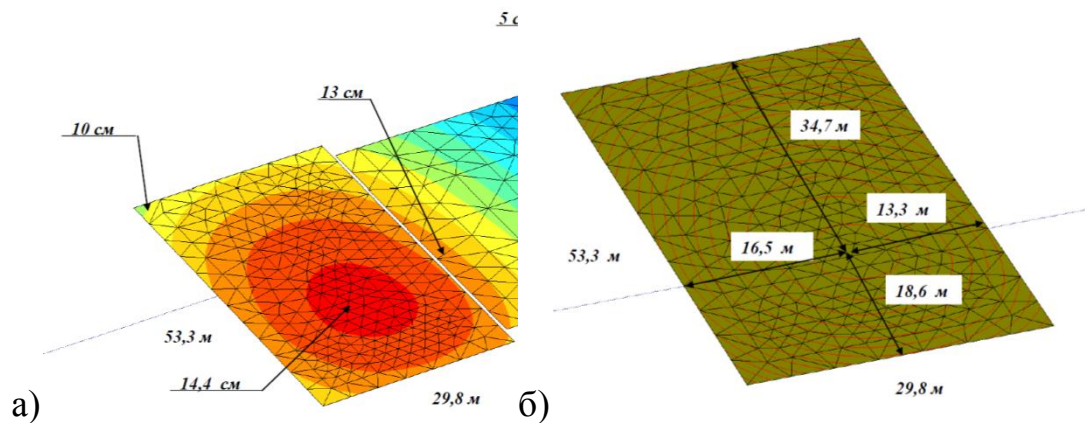 5 с
13 см
10 см
53,3 м
14,4 см
29,8 м
а)
34,7 м
13,3 м
16,5 м
53,3 м
18,6 м
29,8 м
б)